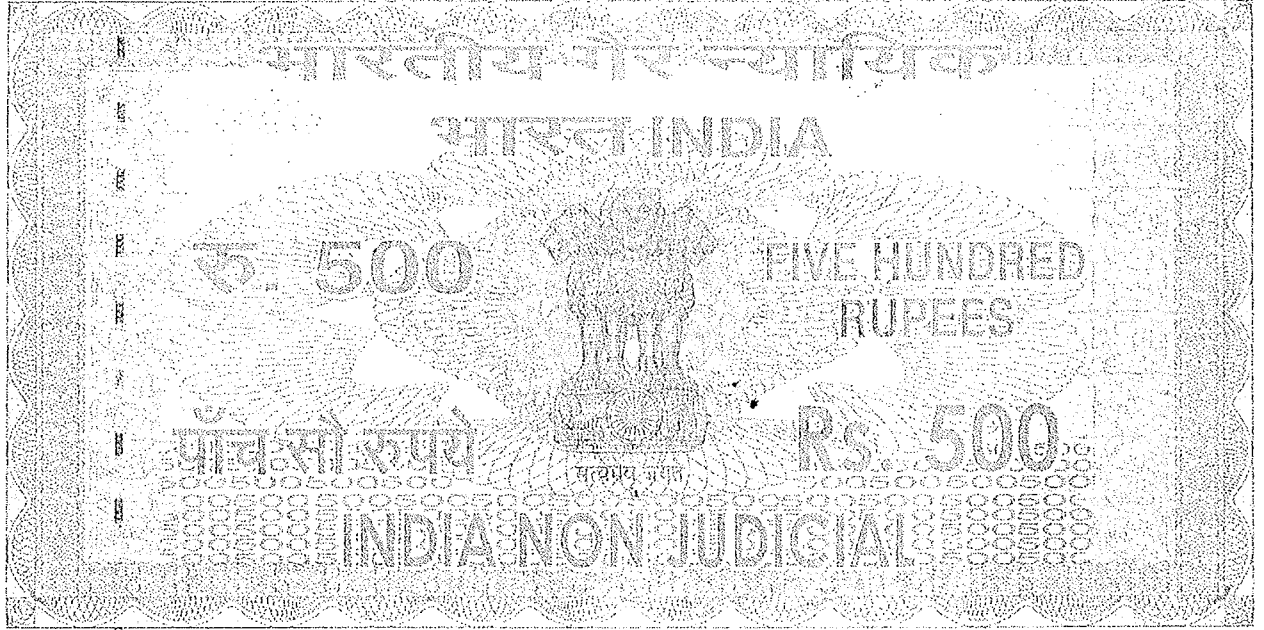 भारतीय गैर न्यायिक
भारत INDIA
रु. 500
FIVE HUNDRED
RUPEES
पाँच सौ रुपये
Rs. 500
सत्यमेव जयते
INDIA NON JUDICIAL